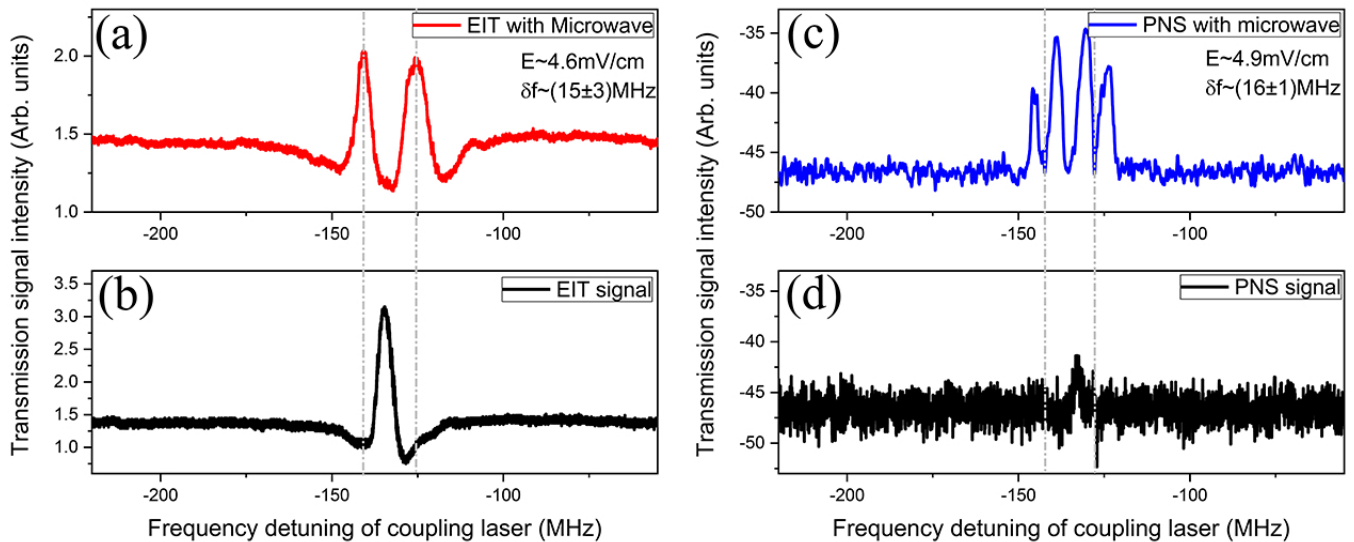 (a)
EIT with Microwave
E~4.6mV/cm
δf~(15±3)MHz
2.0
1.5
1.0
-200
-150
-100
(b)
EIT signal
3.5
3.0
2.5
2.0
1.5
1.0
-200
-150
-100
Transmission signal intensity (Arb. units)
Frequency detuning of coupling laser (MHz)
(c)
PNS with microwave
E~4.9mV/cm
δf~(16±1)MHz
-35
-40
-45
-50
-200
-150
-100
(d)
PNS signal
-35
-40
-45
-50
-200
-150
-100
Transmission signal intensity (Arb. units)
Frequency detuning of coupling laser (MHz)